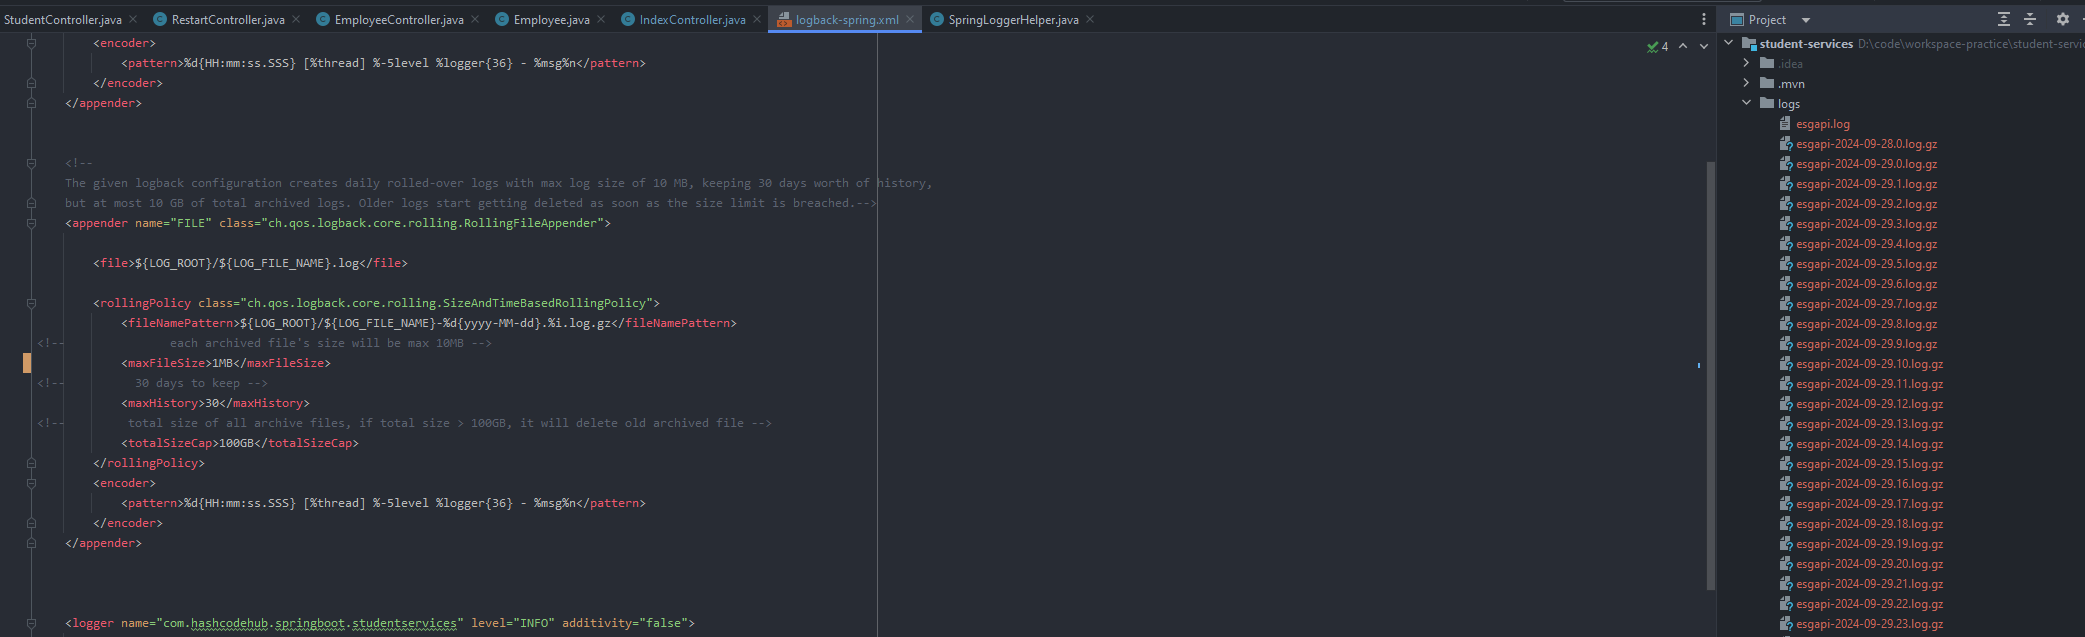 StudentController.java
RestartController.java
EmployeeController.java
Employee.java
IndexController.java
logback-spring.xml
SpringLoggerHelper.java
4
<encoder>
<pattern>%d{HH:mm:ss.SSS} [%thread] %-5level %logger{36} - %msg%n</pattern>
</encoder>
</appender>
<!--
The given logback configuration creates daily rolled-over logs with max log size of 10 MB, keeping 30 days worth of history,
but at most 10 GB of total archived logs. Older logs start getting deleted as soon as the size limit is breached.-->
<appender name="FILE" class="ch.qos.logback.core.rolling.RollingFileAppender">
<file>${LOG_ROOT}/${LOG_FILE_NAME}.log</file>
<rollingPolicy class="ch.qos.logback.core.rolling.SizeAndTimeBasedRollingPolicy">
<fileNamePattern>${LOG_ROOT}/${LOG_FILE_NAME}-%d{yyyy-MM-dd}.%i.log.gz</fileNamePattern>
<!-- each archived file's size will be max 10MB -->
<maxFileSize>1MB</maxFileSize>
<!-- 30 days to keep -->
<maxHistory>30</maxHistory>
<!-- total size of all archive files, if total size > 100GB, it will delete old archived file -->
<totalSizeCap>100GB</totalSizeCap>
</rollingPolicy>
<encoder>
<pattern>%d{HH:mm:ss.SSS} [%thread] %-5level %logger{36} - %msg%n</pattern>
</encoder>
</appender>
<logger name="com.hashcodehub.springboot.studentservices" level="INFO" additivity="false">
Project
student-services D:\code\workspace-practice\student-servic
.idea
.mvn
logs
esgapi.log
esgapi-2024-09-28.0.log.gz
esgapi-2024-09-29.0.log.gz
esgapi-2024-09-29.1.log.gz
esgapi-2024-09-29.2.log.gz
esgapi-2024-09-29.3.log.gz
esgapi-2024-09-29.4.log.gz
esgapi-2024-09-29.5.log.gz
esgapi-2024-09-29.6.log.gz
esgapi-2024-09-29.7.log.gz
esgapi-2024-09-29.8.log.gz
esgapi-2024-09-29.9.log.gz
esgapi-2024-09-29.10.log.gz
esgapi-2024-09-29.11.log.gz
esgapi-2024-09-29.12.log.gz
esgapi-2024-09-29.13.log.gz
esgapi-2024-09-29.14.log.gz
esgapi-2024-09-29.15.log.gz
esgapi-2024-09-29.16.log.gz
esgapi-2024-09-29.17.log.gz
esgapi-2024-09-29.18.log.gz
esgapi-2024-09-29.19.log.gz
esgapi-2024-09-29.20.log.gz
esgapi-2024-09-29.21.log.gz
esgapi-2024-09-29.22.log.gz
esgapi-2024-09-29.23.log.gz